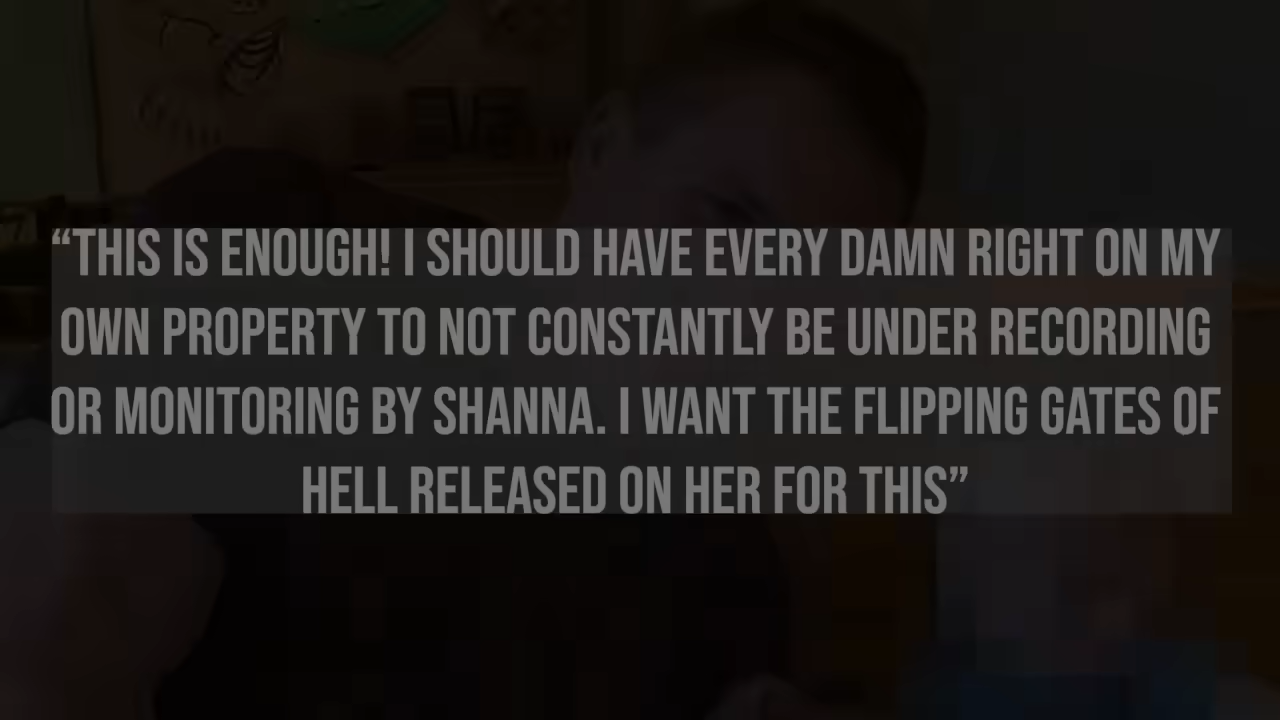 “THIS IS ENOUGH! I SHOULD HAVE EVERY DAMN RIGHT ON MY
OWN PROPERTY TO NOT CONSTANTLY BE UNDER RECORDING
OR MONITORING BY SHANNA. I WANT THE FLIPPING GATES OF
HELL RELEASED ON HER FOR THIS”